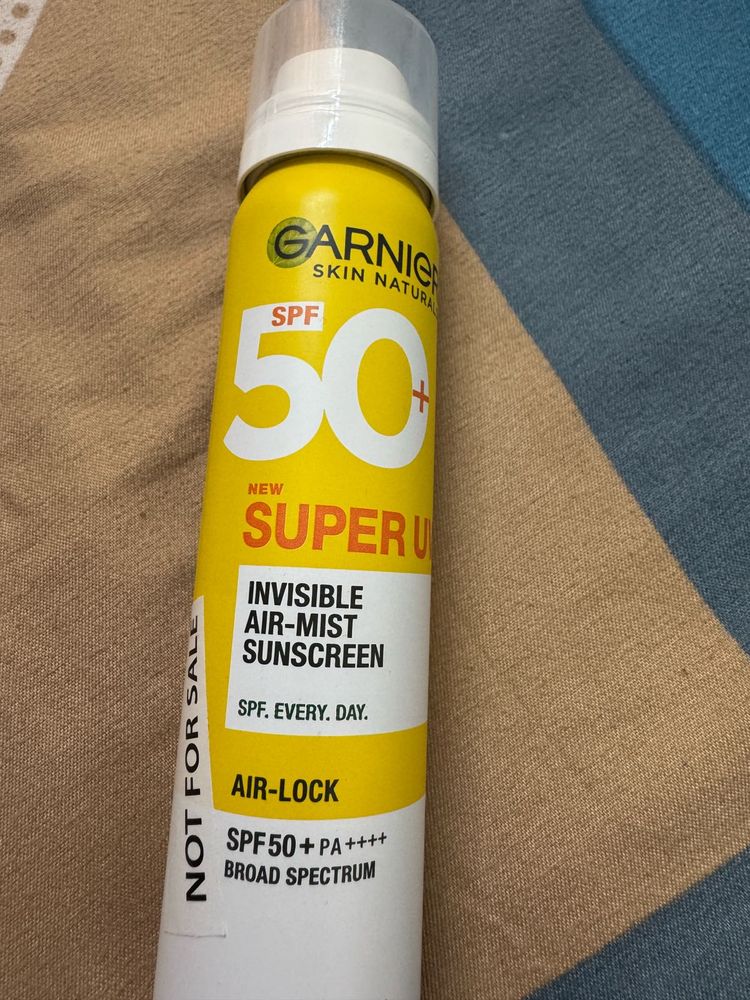 GARNIER
SKIN NATURAL
SPF
50+
NEW
SUPER UV
INVISIBLE
AIR-MIST
SUNSCREEN
SPF. EVERY. DAY.
AIR-LOCK
SPF50+ PA++++
BROAD SPECTRUM
NOT FOR SALE